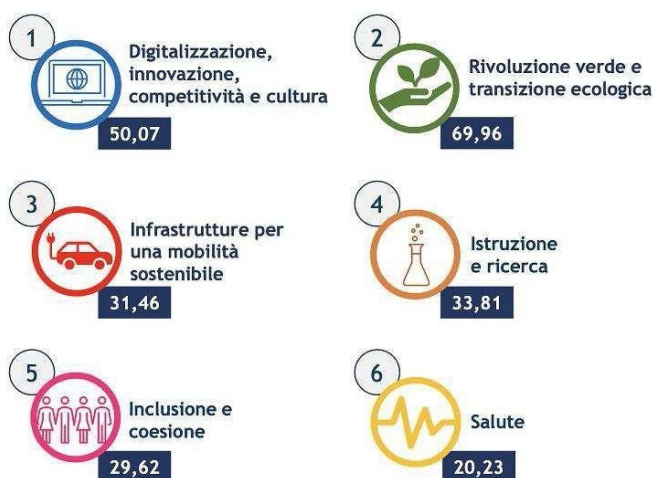 1
Digitalizzazione,
innovazione,
competitività e cultura
50,07
2
Rivoluzione verde e
transizione ecologica
69,96
3
Infrastrutture per
una mobilità
sostenibile
31,46
4
Istruzione
e ricerca
33,81
5
Inclusione e
coesione
29,62
6
Salute
20,23